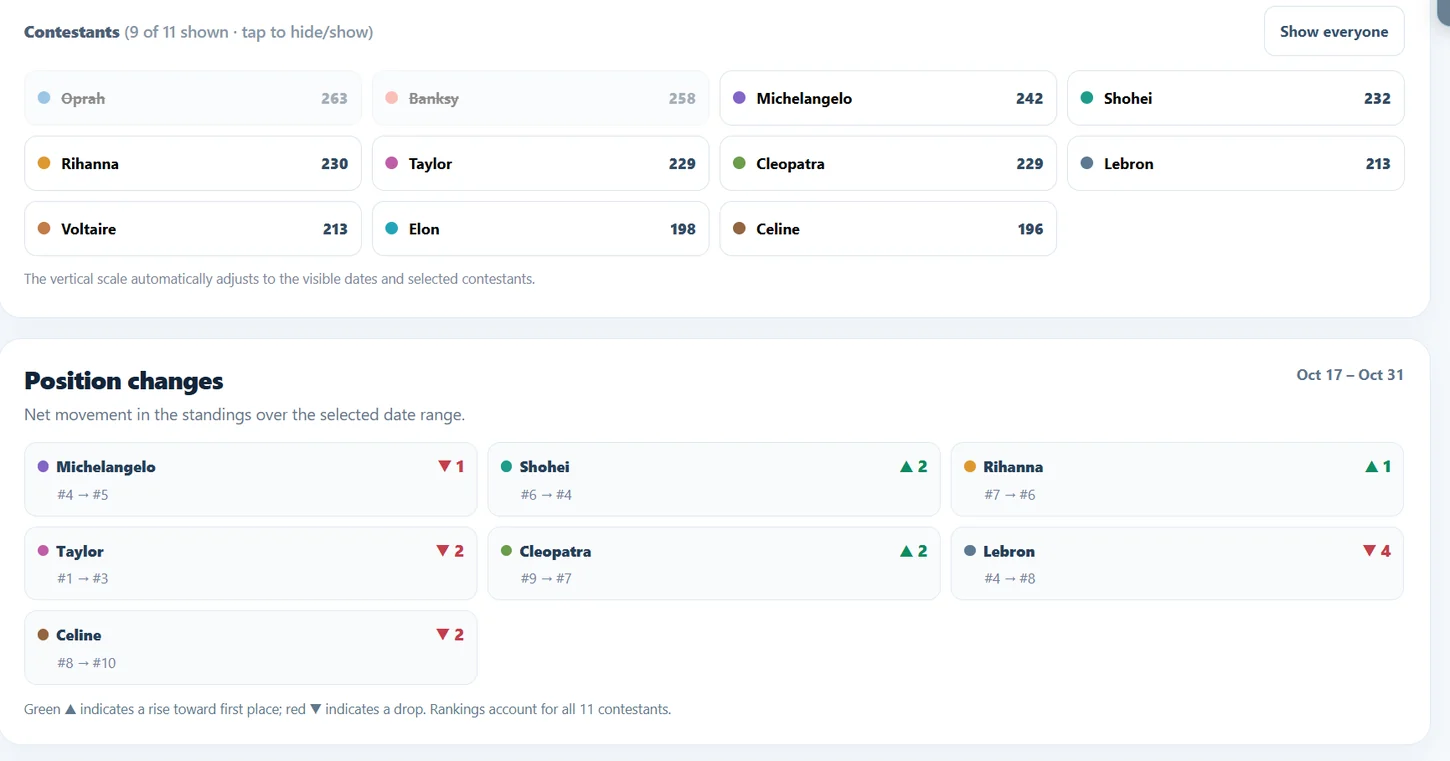 Contestants (9 of 11 shown · tap to hide/show)
Show everyone
Oprah 263
Banksy 258
Michelangelo 242
Shohei 232
Rihanna 230
Taylor 229
Cleopatra 229
Lebron 213
Voltaire 213
Elon 198
Celine 196
The vertical scale automatically adjusts to the visible dates and selected contestants.
Position changes
Oct 17 – Oct 31
Net movement in the standings over the selected date range.
Michelangelo ▼ 1
#4 → #5
Shohei ▲ 2
#6 → #4
Rihanna ▲ 1
#7 → #6
Taylor ▼ 2
#1 → #3
Cleopatra ▲ 2
#9 → #7
Lebron ▼ 4
#4 → #8
Celine ▼ 2
#8 → #10
Green ▲ indicates a rise toward first place; red ▼ indicates a drop. Rankings account for all 11 contestants.